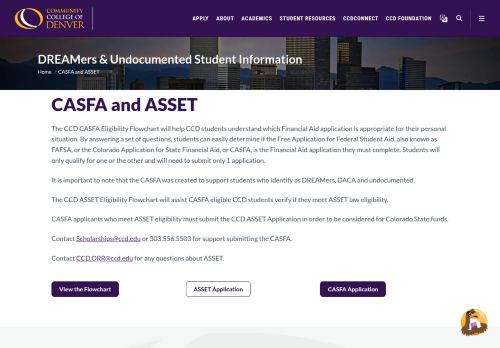 COMMUNITY
COLLEGE OF
DENVER
APPLY ABOUT ACADEMICS STUDENT RESOURCES CCDCONNECT CCD FOUNDATION
DREAMers & Undocumented Student Information
Home / CASFA and ASSET
CASFA and ASSET
The CCD CASFA Eligibility Flowchart will help CCD students understand which Financial Aid application is appropriate for their personal
situation. By answering a set of questions, students can easily determine if the Free Application for Federal Student Aid, also known as
FAFSA, or the Colorado Application for State Financial Aid, or CASFA, is the Financial Aid application they must complete. Students will
only qualify for one or the other and will need to submit only 1 application.
It is important to note that the CASFA was created to support students who identify as DREAMers, DACA and undocumented.
The CCD ASSET Eligibility Flowchart will assist CASFA eligible CCD students verify if they meet ASSET law eligibility.
CASFA applicants who meet ASSET eligibility must submit the CCD ASSET Application in order to be considered for Colorado State funds.
Contact Scholarships@ccd.edu or 303.556.5503 for support submitting the CASFA.
Contact CCD.ORR@ccd.edu for any questions about ASSET.
View the Flowchart ASSET Application CASFA Application